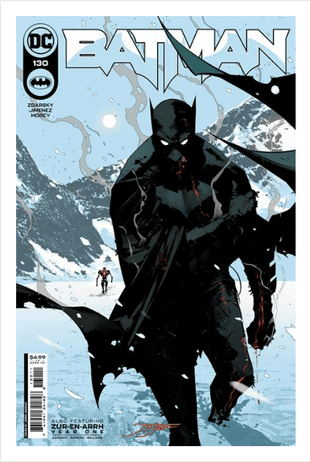 DC
BATMAN
130
ZDARSKY
JIMENEZ
MOREY
$4.99
ALSO FEATURING
ZUR-EN-ARRH
YEAR ONE